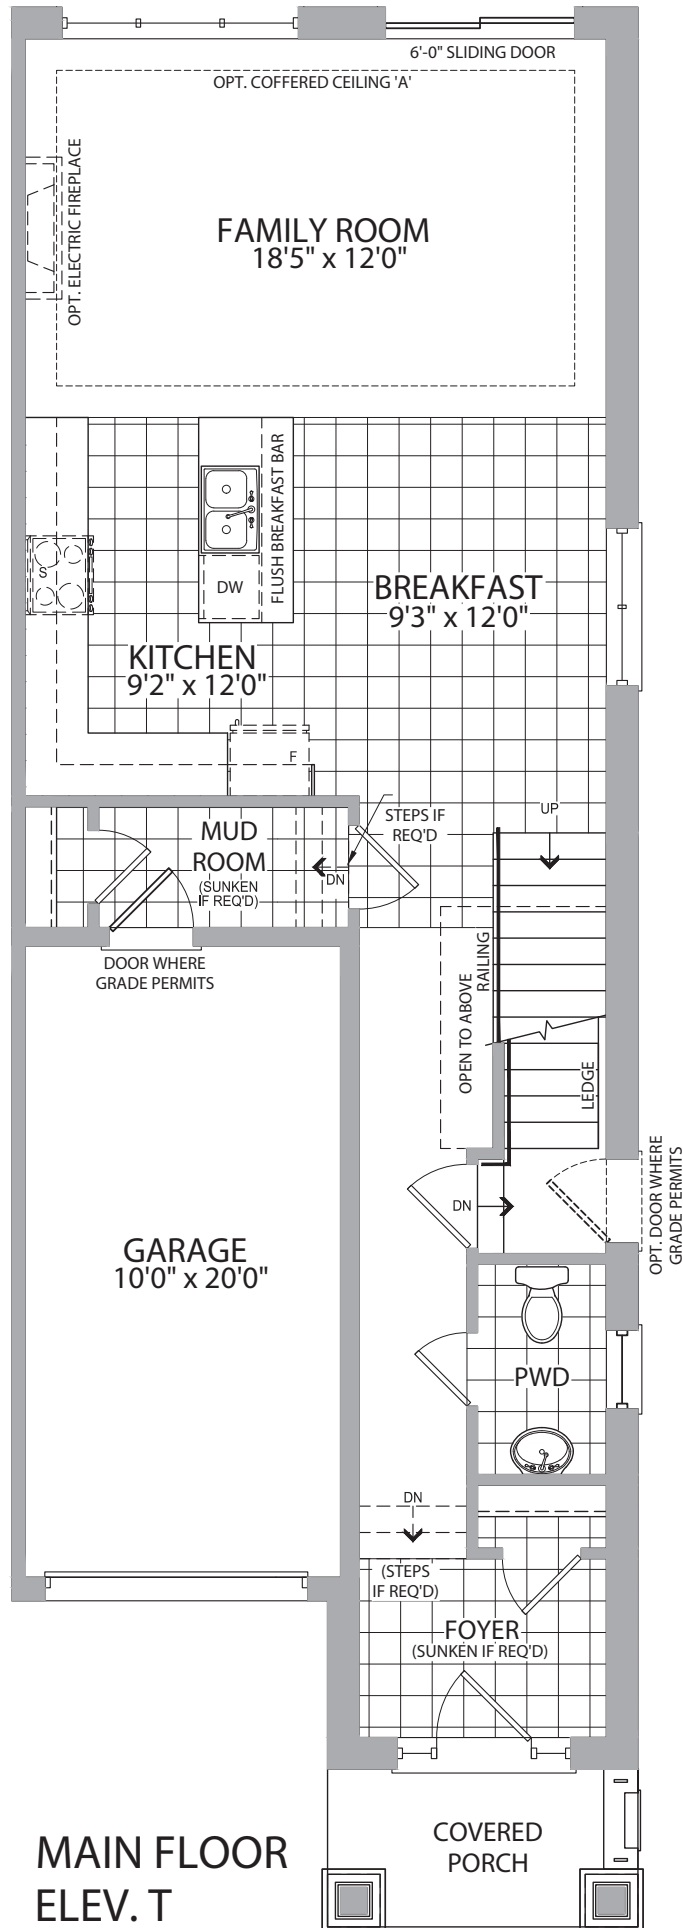 6'-0" SLIDING DOOR
OPT. COFFERED CEILING 'A'
OPT. ELECTRIC FIREPLACE
FAMILY ROOM
18'5" x 12'0"
FLUSH BREAKFAST BAR
S
DW
BREAKFAST
9'3" x 12'0"
KITCHEN
9'2" x 12'0"
F
UP
STEPS IF
REQ'D
MUD
ROOM
(SUNKEN
IF REQ'D)
DN
DOOR WHERE
GRADE PERMITS
OPEN TO ABOVE
RAILING
LEDGE
OPT. DOOR WHERE
GRADE PERMITS
DN
GARAGE
10'0" x 20'0"
PWD
DN
(STEPS
IF REQ'D)
FOYER
(SUNKEN IF REQ'D)
COVERED
PORCH
MAIN FLOOR
ELEV. T